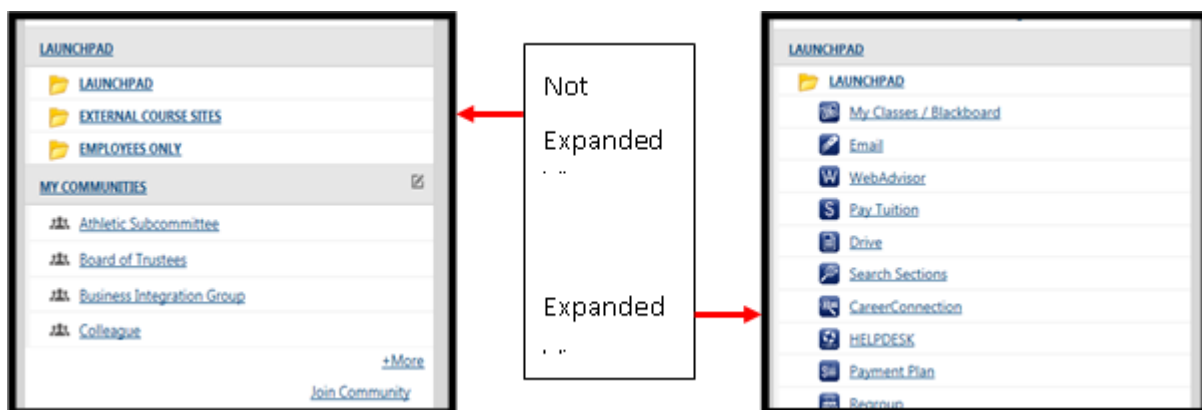 LAUNCHPAD
LAUNCHPAD
EXTERNAL COURSE SITES
EMPLOYEES ONLY
MY COMMUNITIES
Athletic Subcommittee
Board of Trustees
Business Integration Group
Colleague
+More
Join Community
Not
Expanded
Expanded
LAUNCHPAD
LAUNCHPAD
My Classes / Blackboard
Email
WebAdvisor
Pay Tuition
Drive
Search Sections
CareerConnection
HELPDESK
Payment Plan
Regroup